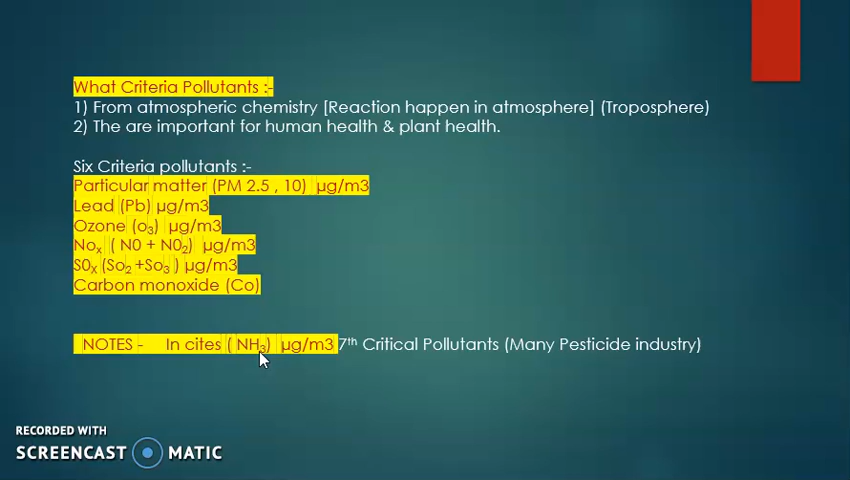 What Criteria Pollutants :-
1) From atmospheric chemistry [Reaction happen in atmosphere] (Troposphere)
2) The are important for human health & plant health.
Six Criteria pollutants :-
Particular matter (PM 2.5 , 10) µg/m3
Lead (Pb) µg/m3
Ozone (o₃) µg/m3
Noₓ ( N0 + N0₂) µg/m3
S0ₓ (So₂ +So₃ ) µg/m3
Carbon monoxide (Co)
NOTES - In cites ( NH₃) µg/m3 7ᵗʰ Critical Pollutants (Many Pesticide industry)
RECORDED WITH
SCREENCAST MATIC